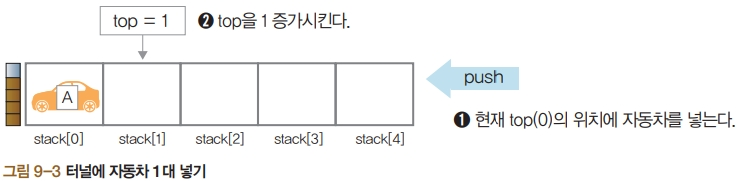 top = 1
❷ top을 1 증가시킨다.
A
push
❶ 현재 top(0)의 위치에 자동차를 넣는다.
stack[0] stack[1] stack[2] stack[3] stack[4]
그림 9-3 터널에 자동차 1대 넣기